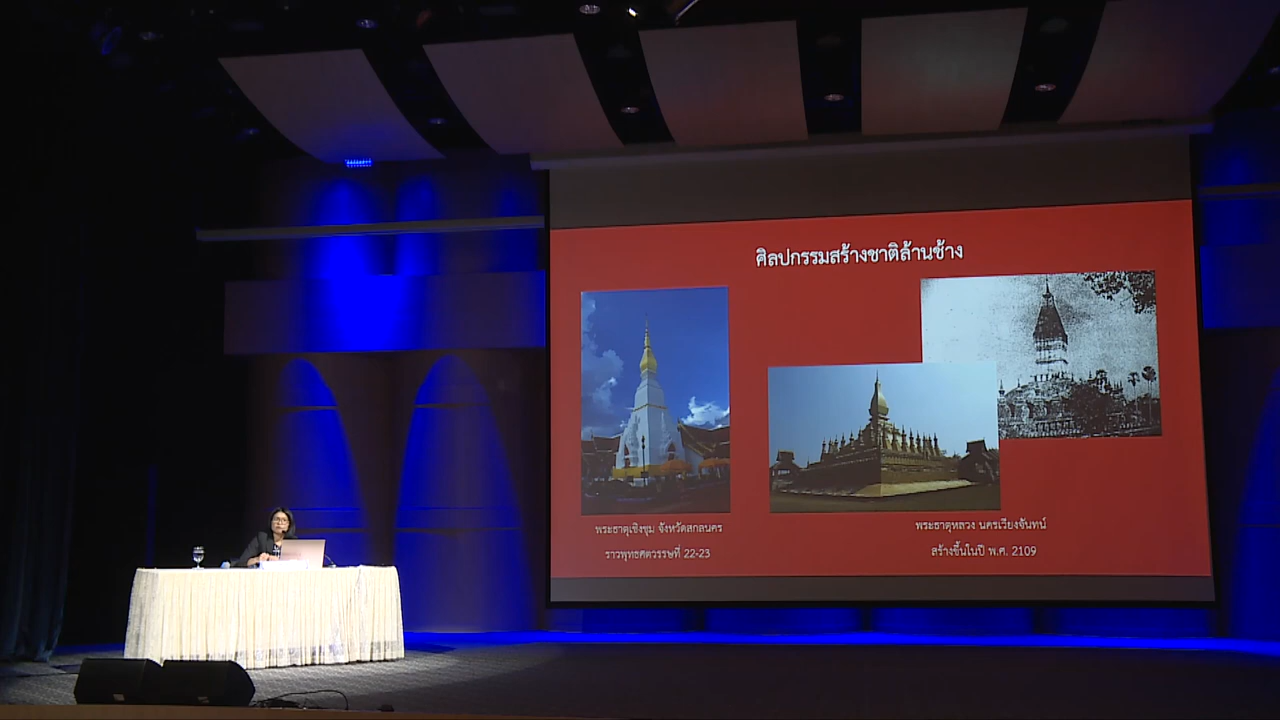 ศิลปกรรมสร้างชาติล้านช้าง
พระธาตุเชิงชุม จังหวัดสกลนคร
ราวพุทธศตวรรษที่ 22-23
พระธาตุหลวง นครเวียงจันทน์
สร้างขึ้นในปี พ.ศ. 2109